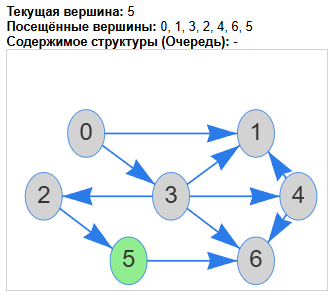 Текущая вершина: 5
Посещённые вершины: 0, 1, 3, 2, 4, 6, 5
Содержимое структуры (Очередь): -
0 1
2 3 4
5 6